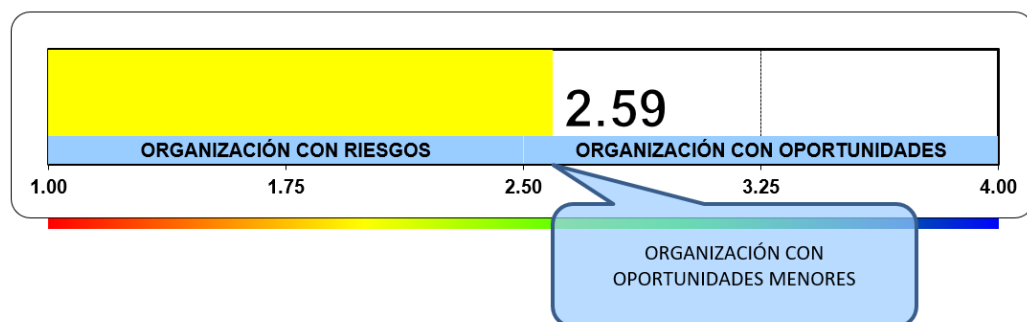 2.59
ORGANIZACIÓN CON RIESGOS ORGANIZACIÓN CON OPORTUNIDADES
1.00 1.75 2.50 3.25 4.00
ORGANIZACIÓN CON
OPORTUNIDADES MENORES